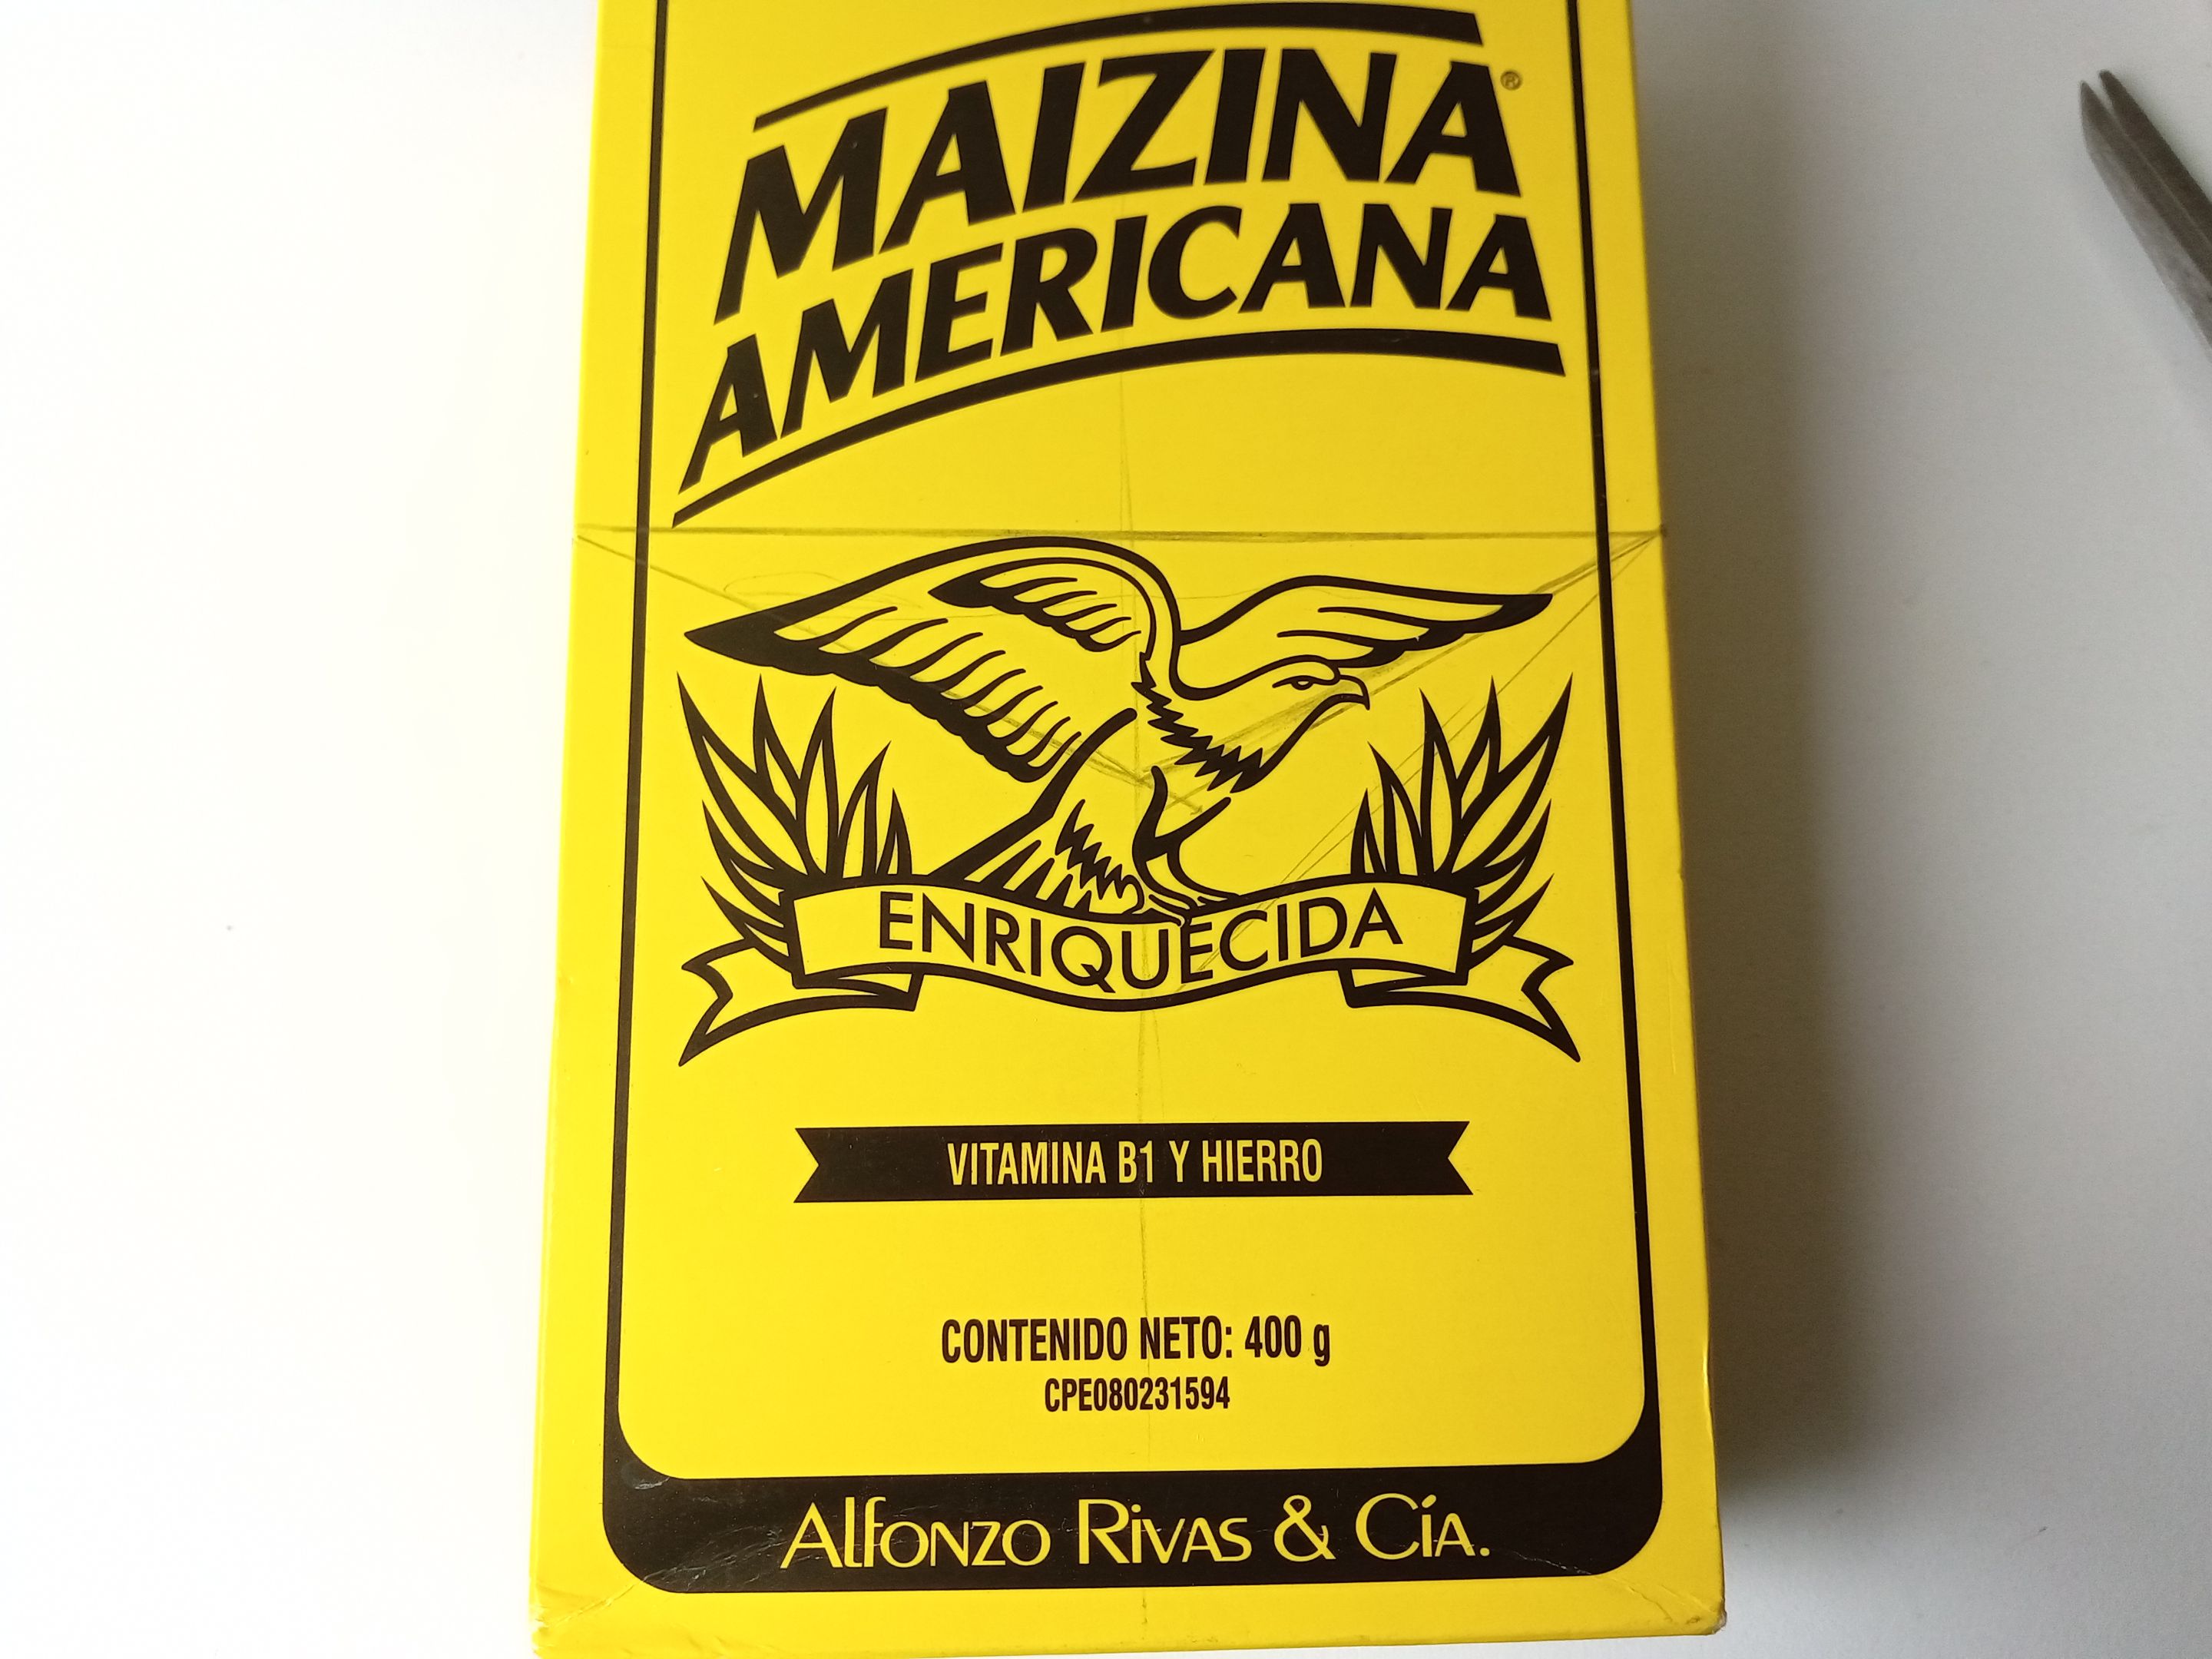 MAIZINA®
AMERICANA
ENRIQUECIDA
VITAMINA B1 Y HIERRO
CONTENIDO NETO: 400 g
CPE080231594
Alfonzo Rivas & Cía.